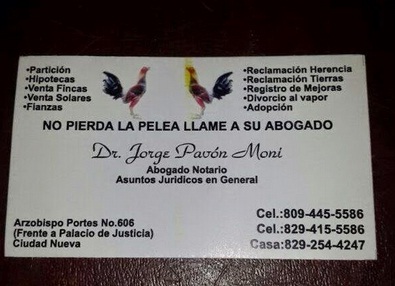 •Partición
•Hipotecas
•Venta Fincas
•Venta Solares
•Fianzas
•Reclamación Herencia
•Reclamación Tierras
•Registro de Mejoras
•Divorcio al vapor
•Adopción
NO PIERDA LA PELEA LLAME A SU ABOGADO
Dr. Jorge Pavón Moni
Abogado Notario
Asuntos Juridicos en General
Arzobispo Portes No.606
(Frente a Palacio de Justicia)
Ciudad Nueva
Cel.:809-445-5586
Cel.:829-415-5586
Casa:829-254-4247